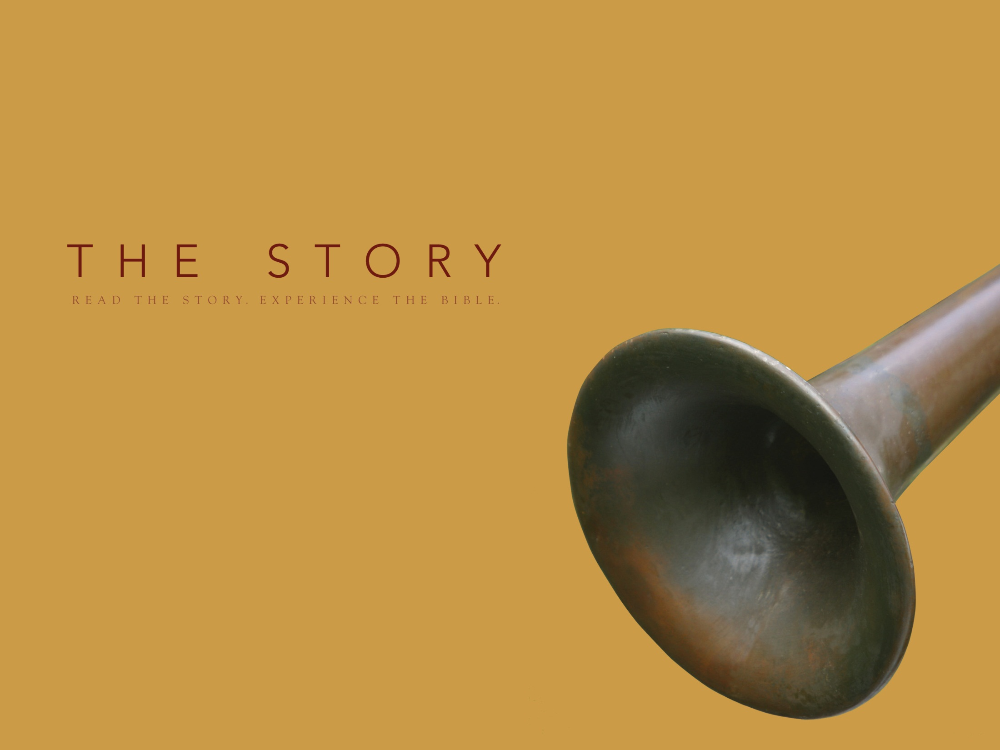 THE STORY
READ THE STORY. EXPERIENCE THE BIBLE.